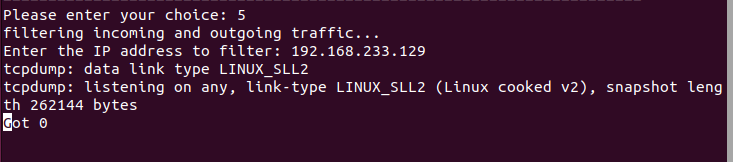 Please enter your choice: 5
filtering incoming and outgoing traffic...
Enter the IP address to filter: 192.168.233.129
tcpdump: data link type LINUX_SLL2
tcpdump: listening on any, link-type LINUX_SLL2 (Linux cooked v2), snapshot leng
th 262144 bytes
Got 0